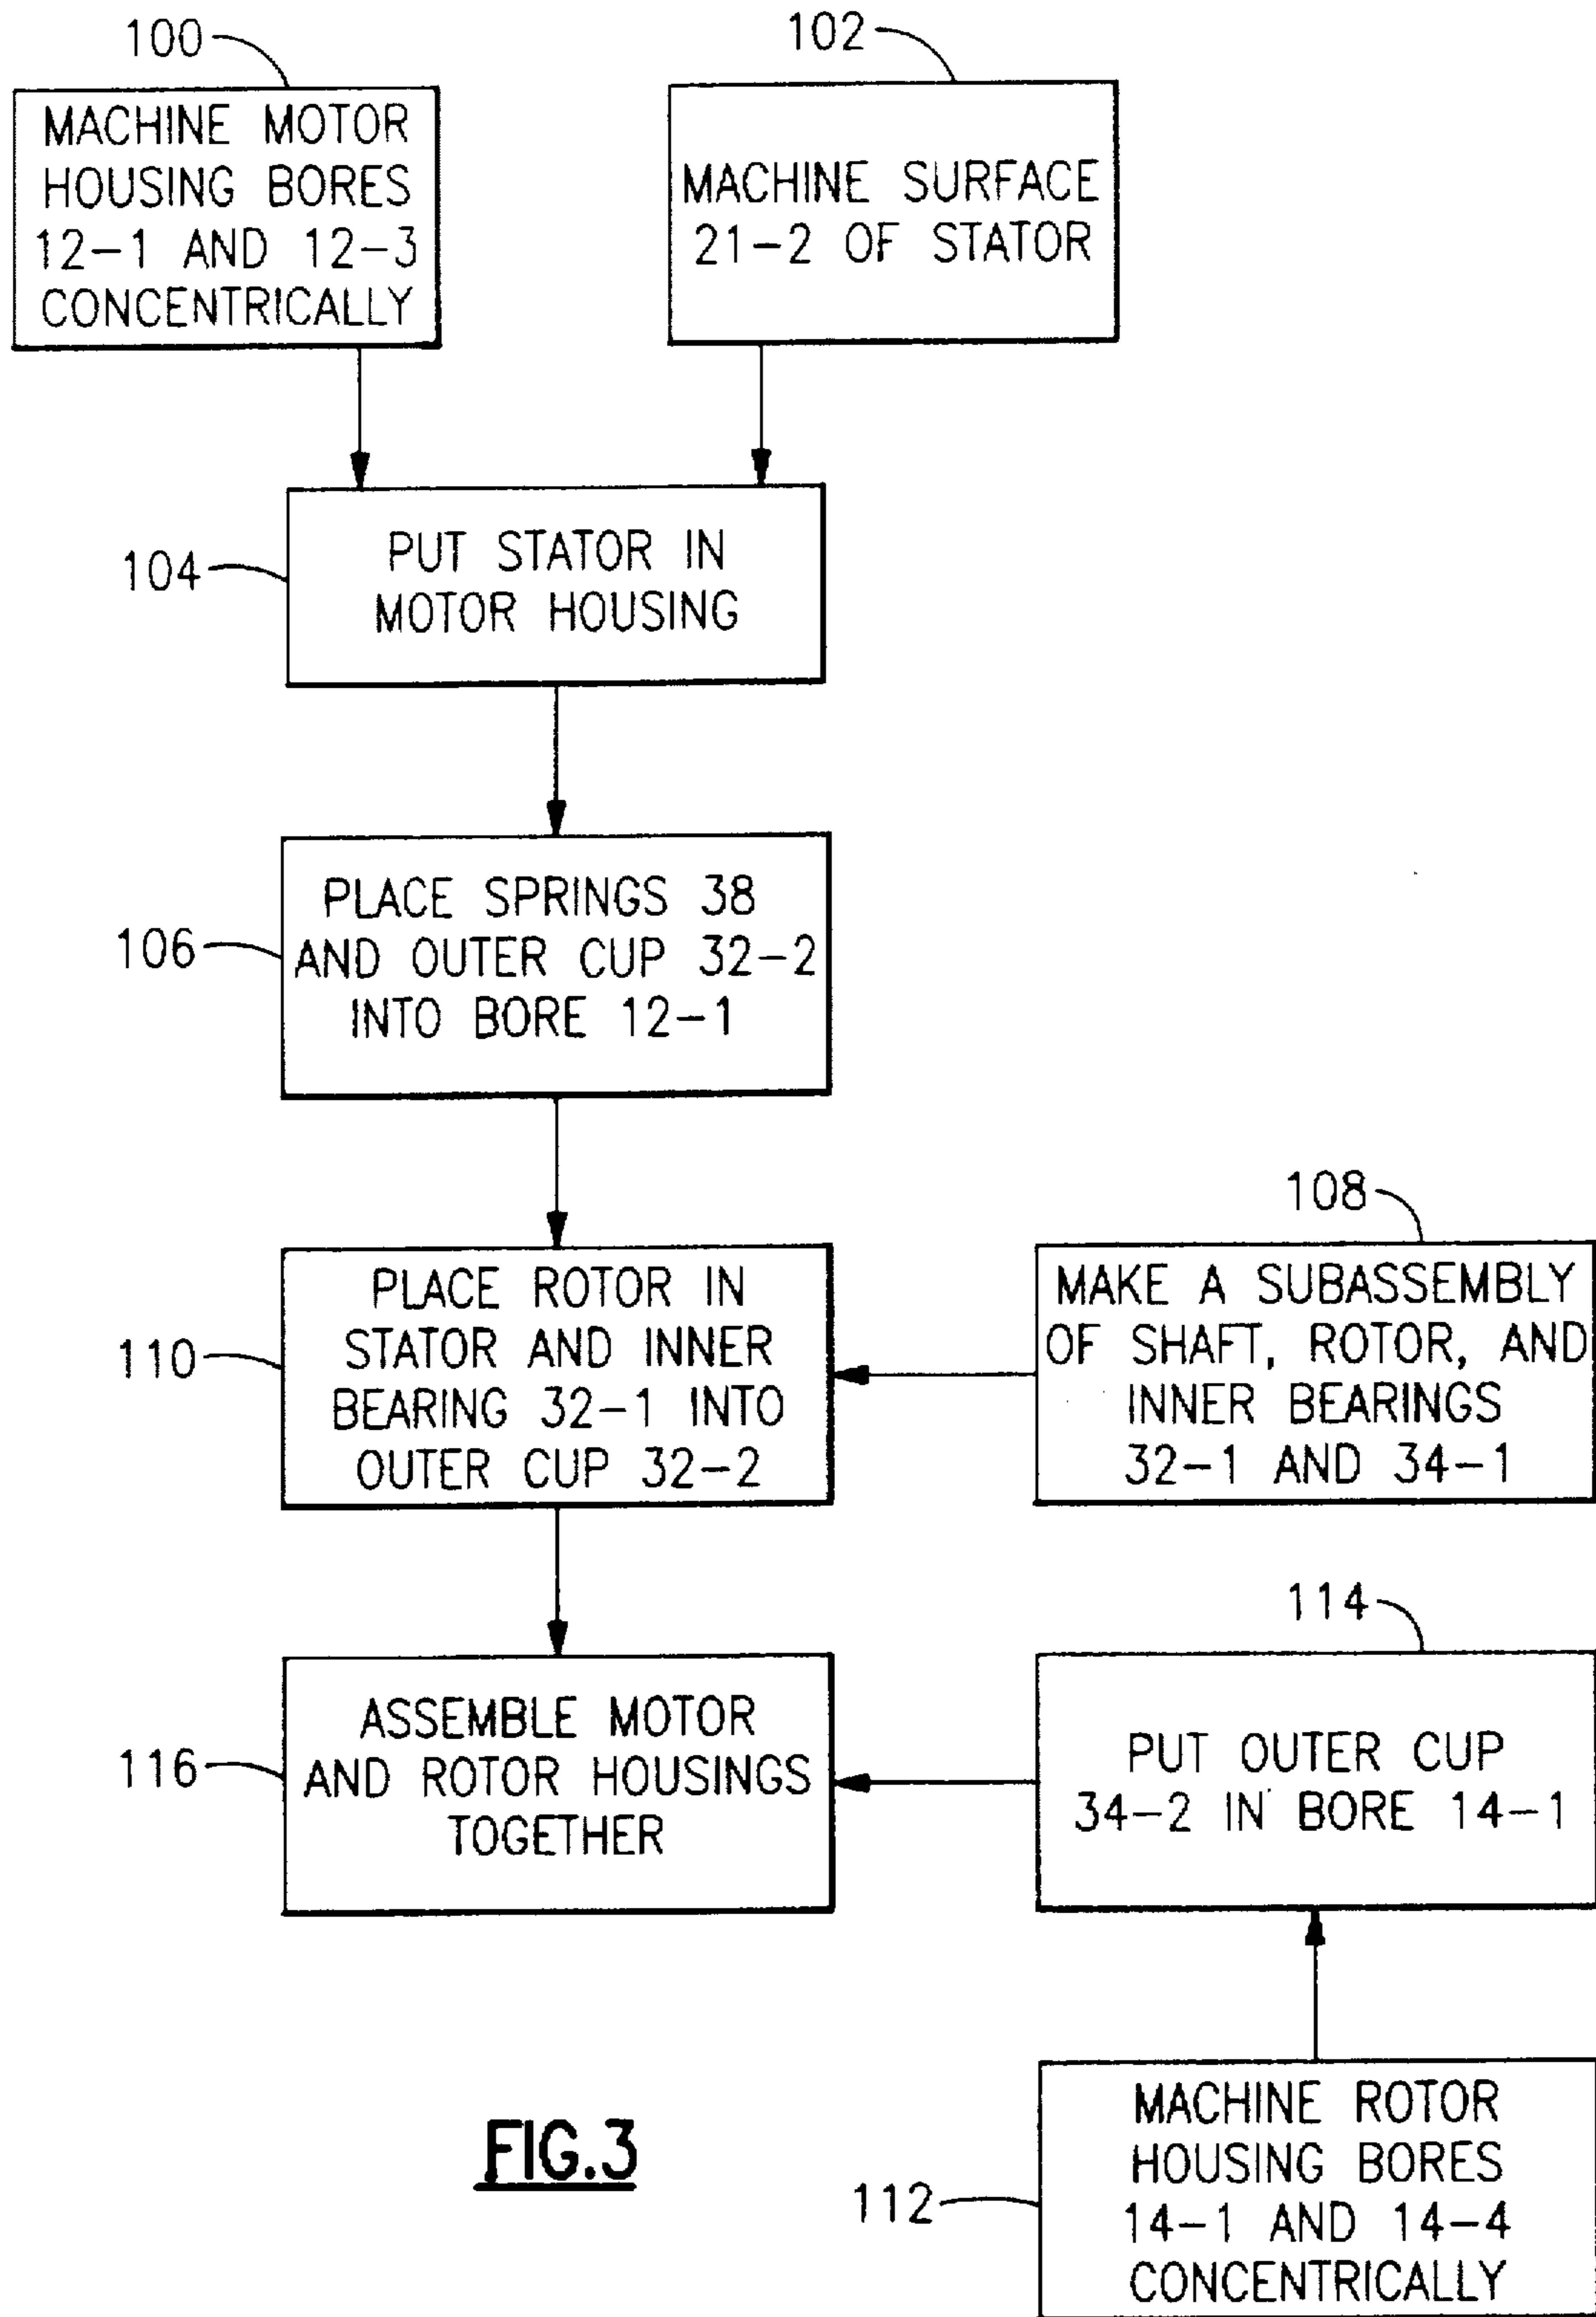 100
MACHINE MOTOR
HOUSING BORES
12-1 AND 12-3
CONCENTRICALLY
102
MACHINE SURFACE
21-2 OF STATOR
104
PUT STATOR IN
MOTOR HOUSING
106
PLACE SPRINGS 38
AND OUTER CUP 32-2
INTO BORE 12-1
108
MAKE A SUBASSEMBLY
OF SHAFT, ROTOR, AND
INNER BEARINGS
32-1 AND 34-1
110
PLACE ROTOR IN
STATOR AND INNER
BEARING 32-1 INTO
OUTER CUP 32-2
114
PUT OUTER CUP
34-2 IN BORE 14-1
116
ASSEMBLE MOTOR
AND ROTOR HOUSINGS
TOGETHER
112
MACHINE ROTOR
HOUSING BORES
14-1 AND 14-4
CONCENTRICALLY
FIG.3